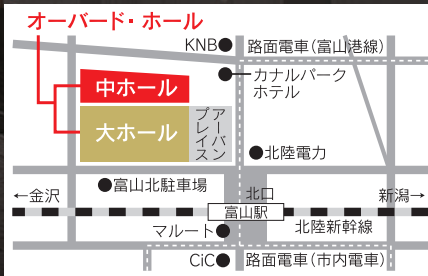 オーバード・ホール
KNB
路面電車(富山港線)
カナルパーク
ホテル
中ホール
大ホール
アーバン
プレイス
北陸電力
富山北駐車場
北口
←金沢
新潟→
富山駅
北陸新幹線
マルート
CiC
路面電車(市内電車)